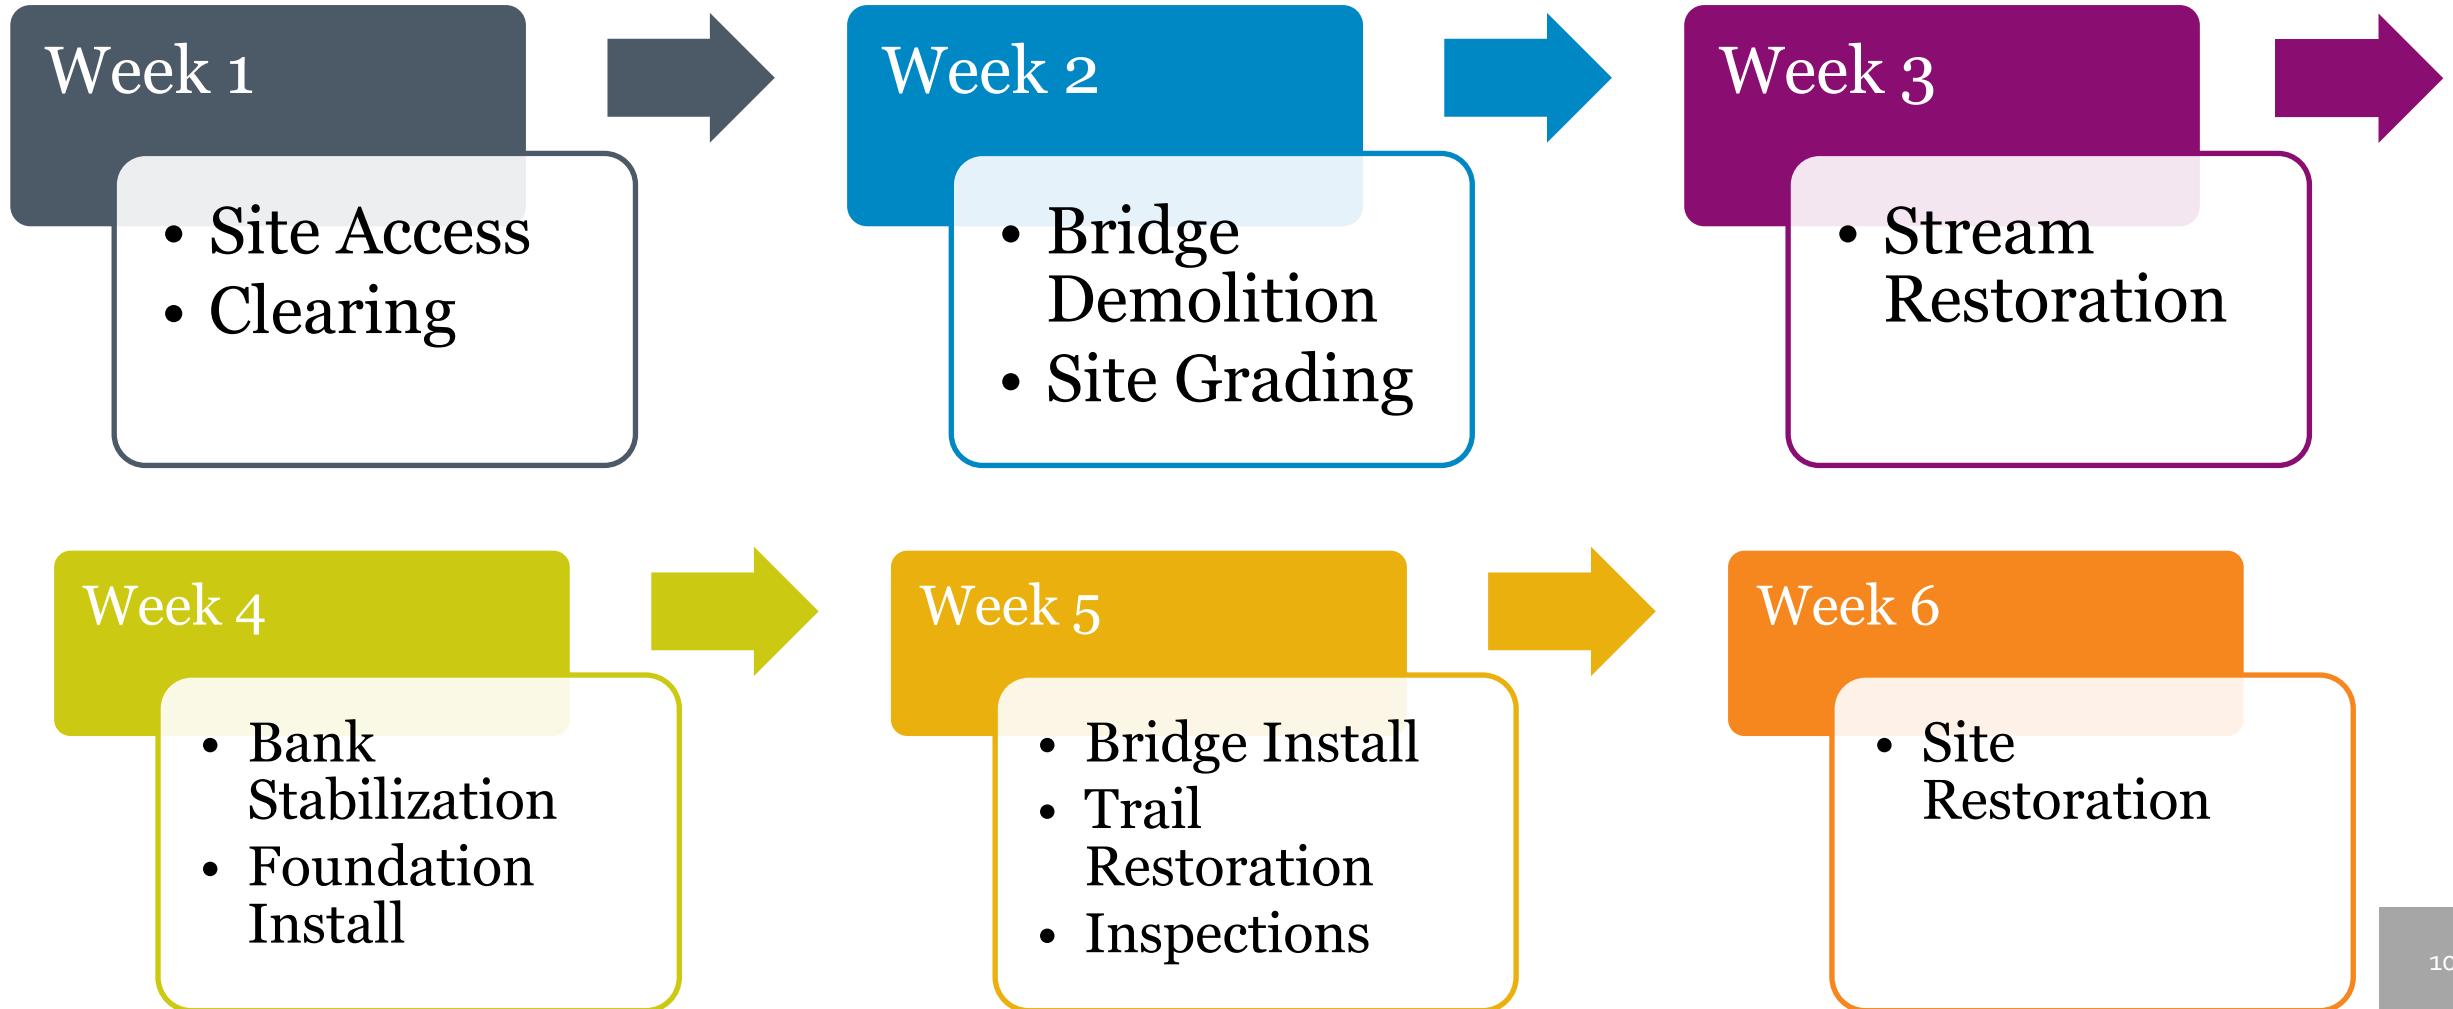 Week 1
• Site Access
• Clearing
Week 2
• Bridge
Demolition
• Site Grading
Week 3
• Stream
Restoration
Week 4
• Bank
Stabilization
• Foundation
Install
Week 5
• Bridge Install
• Trail
Restoration
• Inspections
Week 6
• Site
Restoration
10